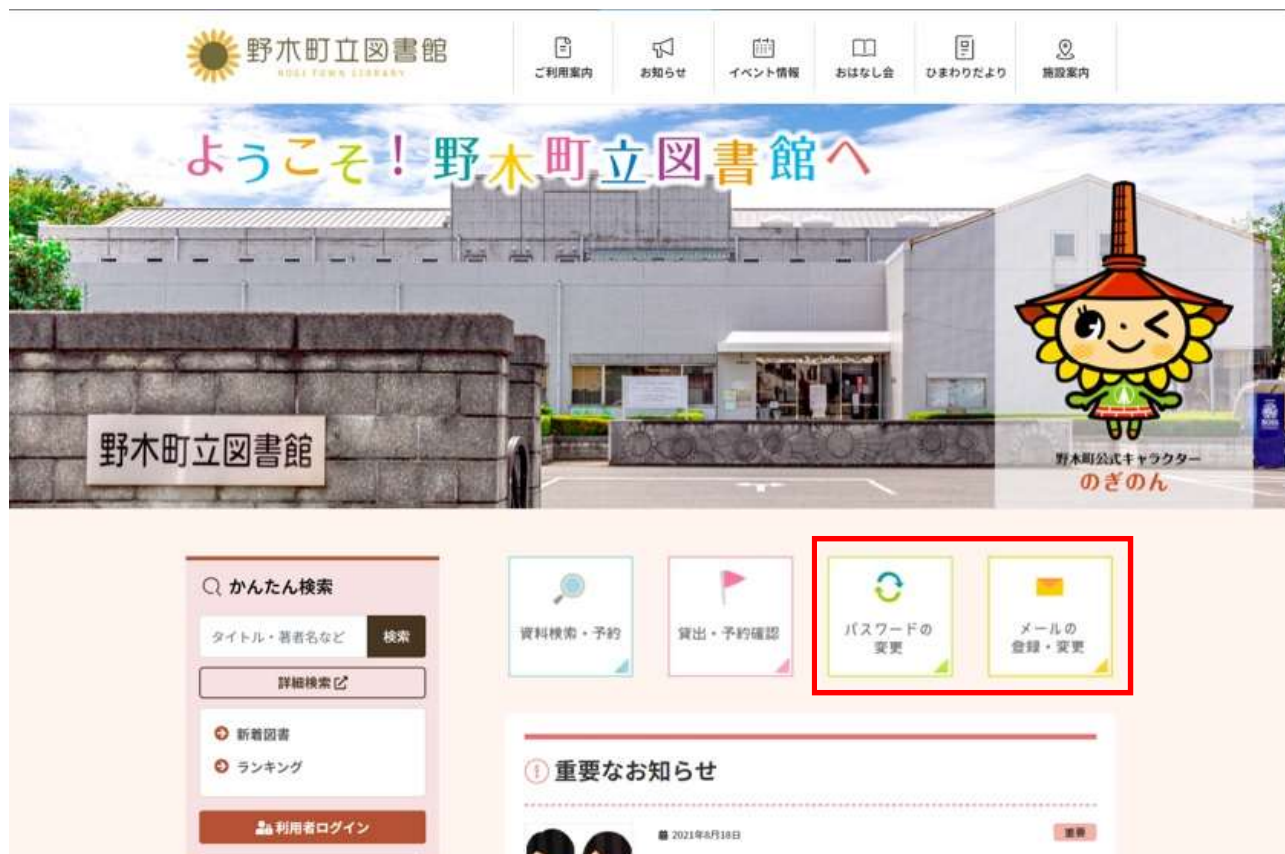 野木町立図書館
NOGI TOWN LIBRARY
ご利用案内
お知らせ
イベント情報
おはなし会
ひまわりだより
施設案内
ようこそ！野木町立図書館へ
野木町立図書館
野木町公式キャラクター
のぎのん
かんたん検索
タイトル・著者名など
検索
詳細検索
新着図書
ランキング
利用者ログイン
資料検索・予約
貸出・予約確認
パスワードの
変更
メールの
登録・変更
重要なお知らせ
2021年8月18日
重要